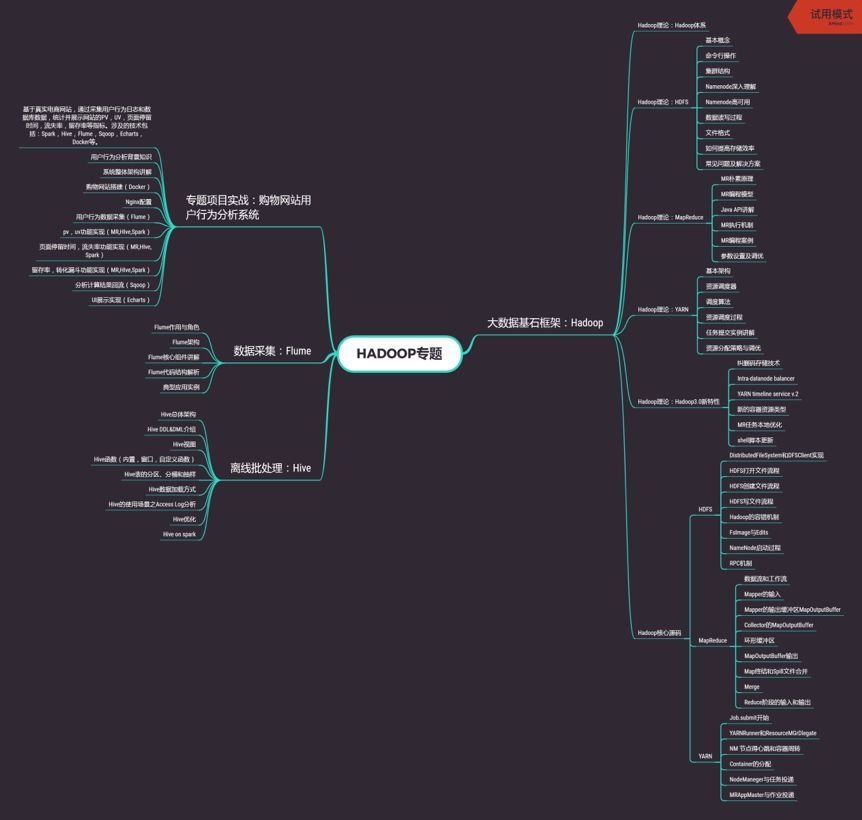 试用模式
XMind
HADOOP专题
大数据基石框架：Hadoop
Hadoop理论：Hadoop体系
Hadoop理论：HDFS
基本概念
命令行操作
集群结构
Namenode深入理解
Namenode高可用
数据读写过程
文件格式
如何提高存储效率
常见问题及解决方案
Hadoop理论：MapReduce
MR朴素原理
MR编程模型
Java API讲解
MR执行机制
MR编程案例
参数设置及调优
Hadoop理论：YARN
基本架构
资源调度器
调度算法
资源调度过程
任务提交实例讲解
资源分配策略与调优
Hadoop理论：Hadoop3.0新特性
纠删码存储技术
Intra-datanode balancer
YARN timeline service v.2
新的容器资源类型
MR任务本地优化
shell脚本更新
Hadoop核心源码
HDFS
DistributedFileSystem和DFSClient实现
HDFS打开文件流程
HDFS创建文件流程
HDFS写文件流程
Hadoop的容错机制
FsImage与Edits
NameNode启动过程
RPC机制
MapReduce
数据流和工作流
Mapper的输入
Mapper的输出缓冲区MapOutputBuffer
Collector的MapOutputBuffer
环形缓冲区
MapOutputBuffer输出
Map终结和Spill文件合并
Merge
Reduce阶段的输入和输出
YARN
Job.submit开始
YARNRunner和ResourceMGrDlegate
NM 节点得心跳和容器周转
Container的分配
NodeManeger与任务投递
MRAppMaster与作业投递
专题项目实战：购物网站用
户行为分析系统
基于真实电商网站，通过采集用户行为日志和数
据库数据，统计并展示网站的PV，UV，页面停留
时间，流失率，留存率等指标。涉及的技术包
括：Spark，Hive，Flume，Sqoop，Echarts，
Docker等。
用户行为分析背景知识
系统整体架构讲解
购物网站搭建（Docker）
Nginx配置
用户行为数据采集（Flume）
pv，uv功能实现（MR,Hive,Spark）
页面停留时间，流失率功能实现（MR,Hive,
Spark）
留存率，转化漏斗功能实现（MR,Hive,Spark）
分析计算结果回流（Sqoop）
UI展示实现（Echarts）
数据采集：Flume
Flume作用与角色
Flume架构
Flume核心组件讲解
Flume代码结构解析
典型应用实例
离线批处理：Hive
Hive总体架构
Hive DDL&DML介绍
Hive视图
Hive函数（内置，窗口，自定义函数）
Hive表的分区、分桶和抽样
Hive数据加载方式
Hive的使用场景之Access Log分析
Hive优化
Hive on spark